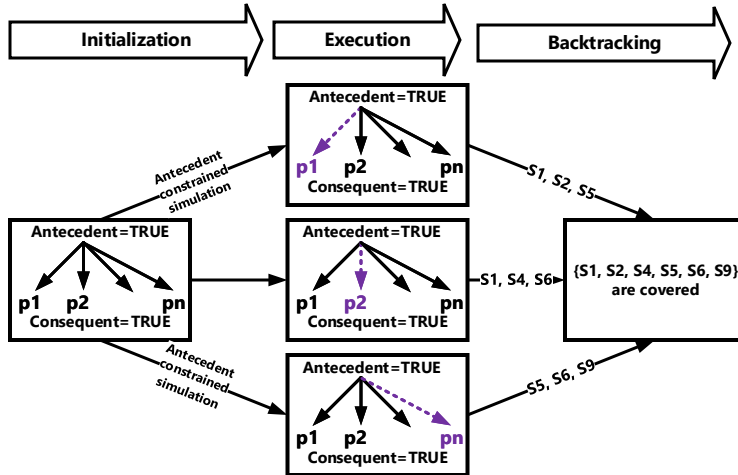 Initialization
Execution
Backtracking
Antecedent=TRUE
p1 p2 pn
Consequent=TRUE
Antecedent
constrained
simulation
Antecedent=TRUE
p1 p2 pn
Consequent=TRUE
S1, S2, S5
Antecedent=TRUE
p1 p2 pn
Consequent=TRUE
S1, S4, S6
{S1, S2, S4, S5, S6, S9}
are covered
Antecedent
constrained
simulation
Antecedent=TRUE
p1 p2 pn
Consequent=TRUE
S5, S6, S9